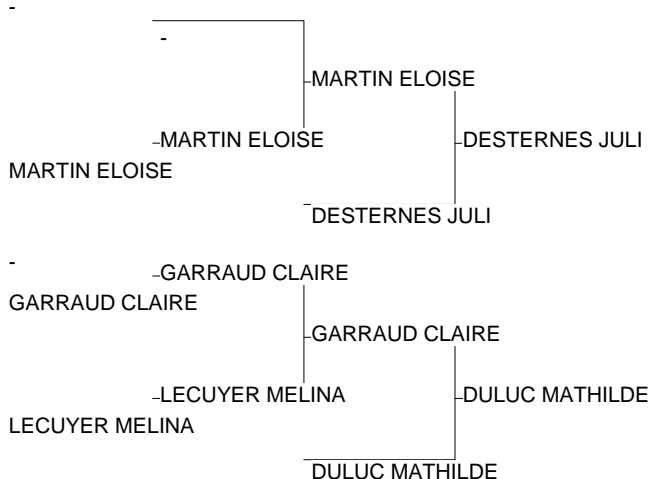 -
-
MARTIN ELOISE
MARTIN ELOISE
DESTERNES JULI
MARTIN ELOISE
DESTERNES JULI
-
GARRAUD CLAIRE
GARRAUD CLAIRE
GARRAUD CLAIRE
LECUYER MELINA
DULUC MATHILDE
LECUYER MELINA
DULUC MATHILDE